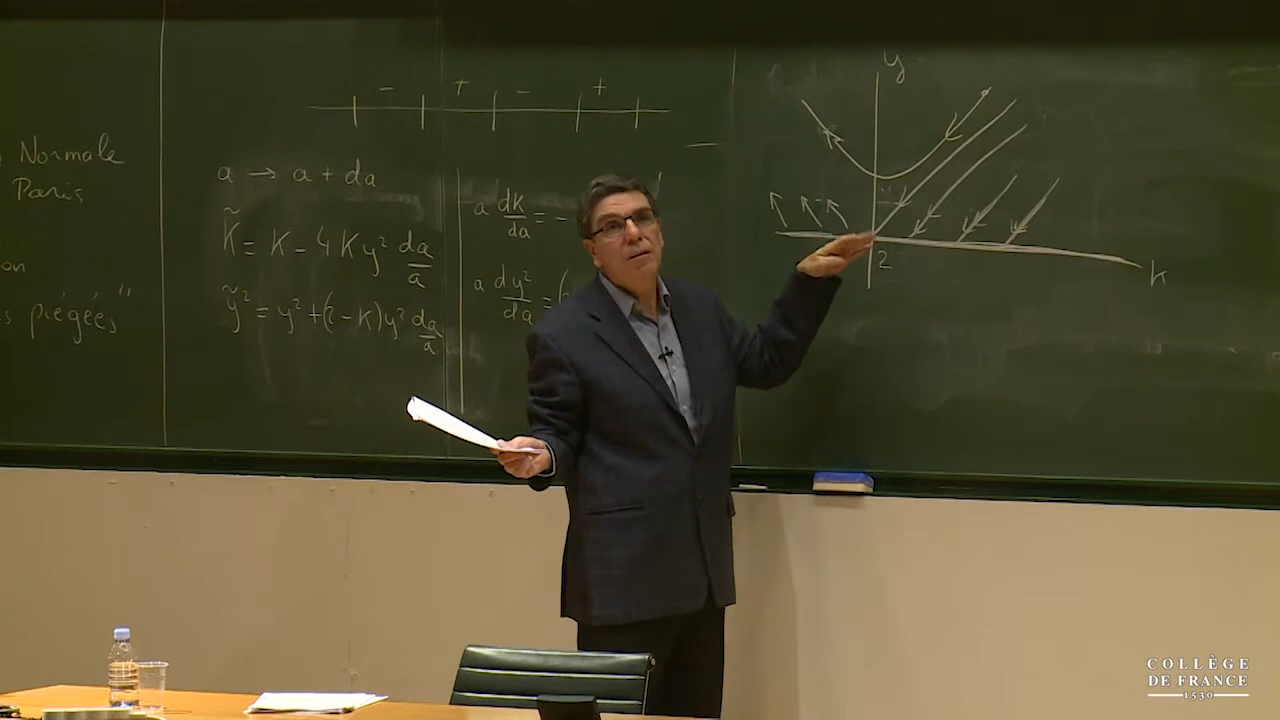 Normale
Paris
on
s piégées"
- + - +
a → a + da
K̃ = K - 4Ky² da/a
ỹ² = y² + (2-K)y² da/a
a dK/da = -
a dy²/da = (
y
2
K
COLLÈGE
DE FRANCE
1530